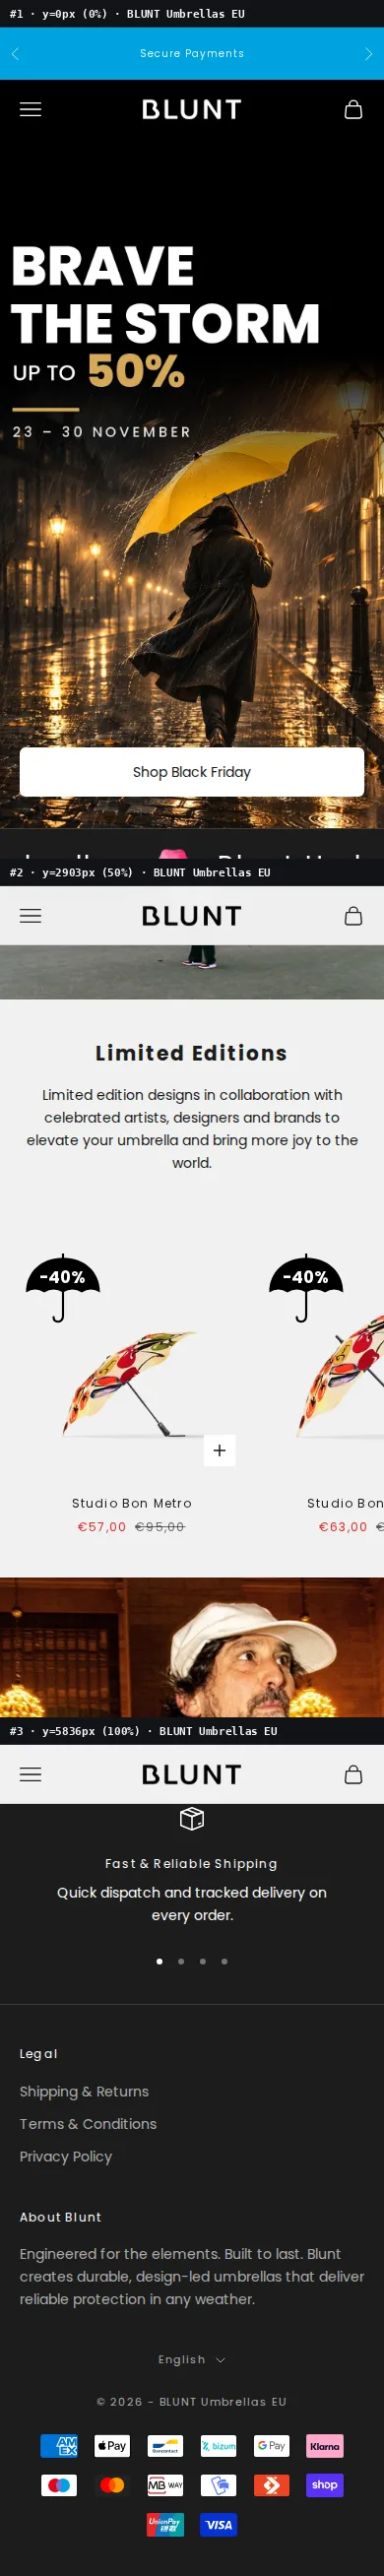 #1 · y=0px (0%) · BLUNT Umbrellas EU
Secure Payments
BLUNT
BRAVE
THE STORM
UP TO 50%
23 – 30 NOVEMBER
Shop Black Friday
#2 · y=2903px (50%) · BLUNT Umbrellas EU
BLUNT
Limited Editions
Limited edition designs in collaboration with
celebrated artists, designers and brands to
elevate your umbrella and bring more joy to the
world.
-40% -40%
Studio Bon Metro Studio Bon
€57,00 €95,00 €63,00 €
#3 · y=5836px (100%) · BLUNT Umbrellas EU
BLUNT
Fast & Reliable Shipping
Quick dispatch and tracked delivery on
every order.
Legal
Shipping & Returns
Terms & Conditions
Privacy Policy
About Blunt
Engineered for the elements. Built to last. Blunt
creates durable, design-led umbrellas that deliver
reliable protection in any weather.
English
© 2026 - BLUNT Umbrellas EU
AMEX Pay Bancontact bizum G Pay Klarna
MB WAY shop
UnionPay VISA